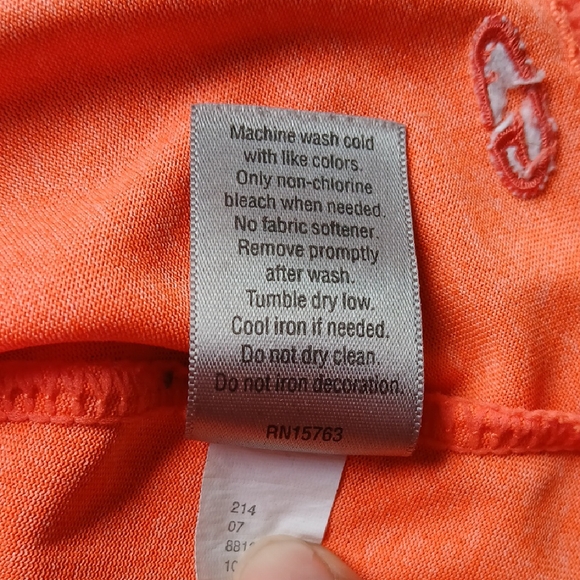 Machine wash cold
with like colors.
Only non-chlorine
bleach when needed.
No fabric softener.
Remove promptly
after wash.
Tumble dry low.
Cool iron if needed.
Do not dry clean.
Do not iron decoration.
RN15763
214
07